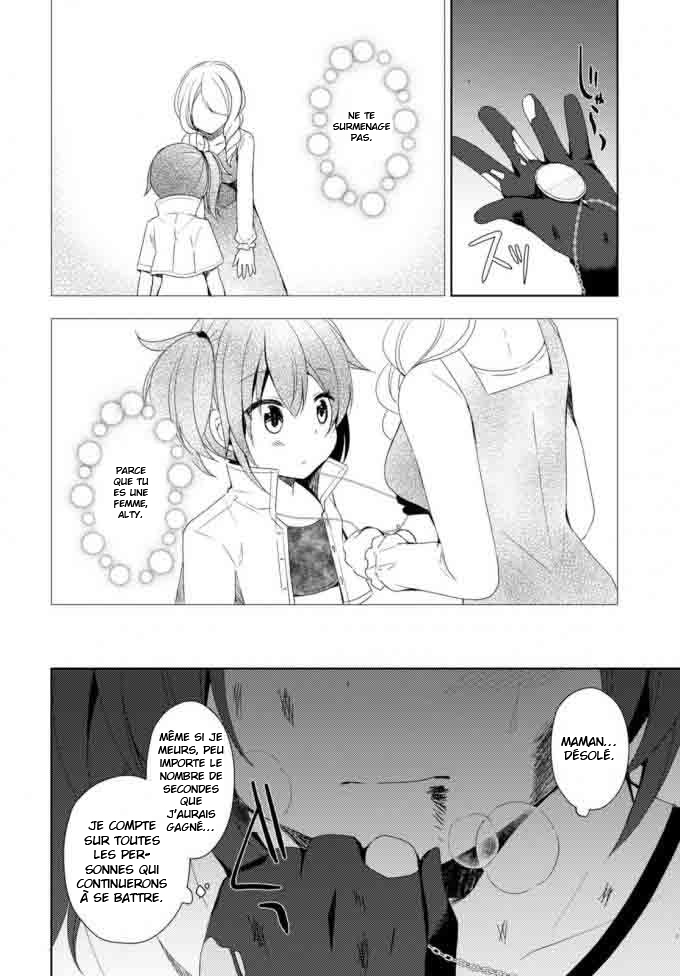 じゃら
スッ
NE TE
SURMENAGE
PAS.
PARCE
QUE TU
ES UNE
FEMME,
ALTY.
MAMAN...
DÉSOLÉ.
MÊME SI JE
MEURS, PEU
IMPORTE LE
NOMBRE DE
SECONDES
QUE
J'AURAIS
GAGNÉ...
JE COMPTE
SUR TOUTES
LES PER-
SONNES QUI
CONTINUERONS
À SE BATTRE.